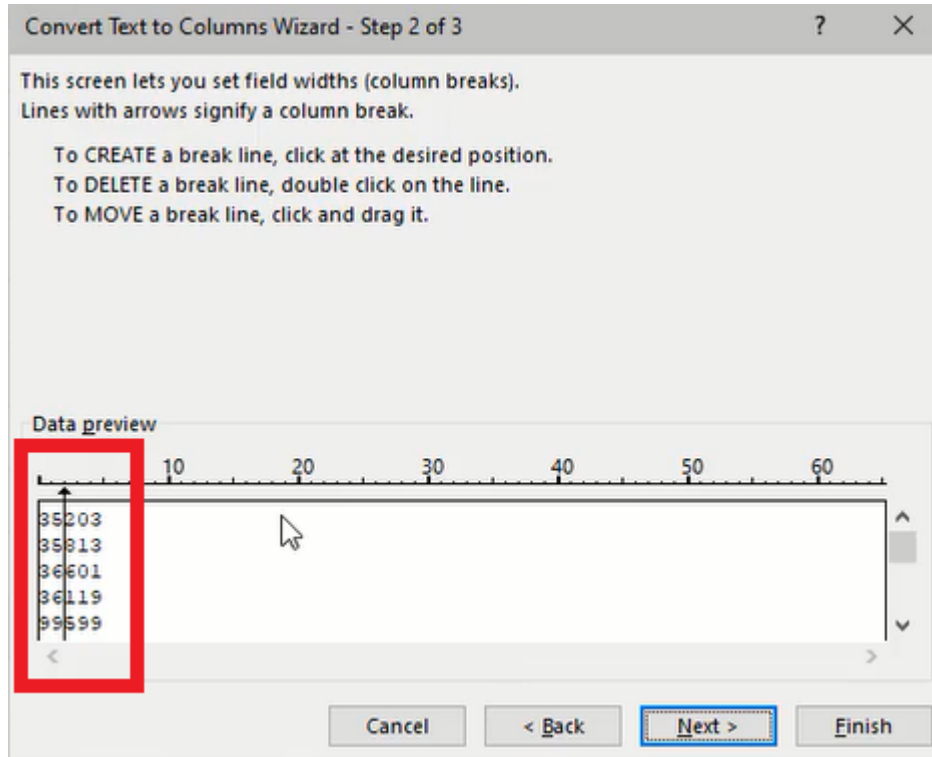 Convert Text to Columns Wizard - Step 2 of 3 ? ×
This screen lets you set field widths (column breaks).
Lines with arrows signify a column break.
To CREATE a break line, click at the desired position.
To DELETE a break line, double click on the line.
To MOVE a break line, click and drag it.
Data preview
10 20 30 40 50 60
35203
35813
36601
36119
99599
Cancel < Back Next > Finish